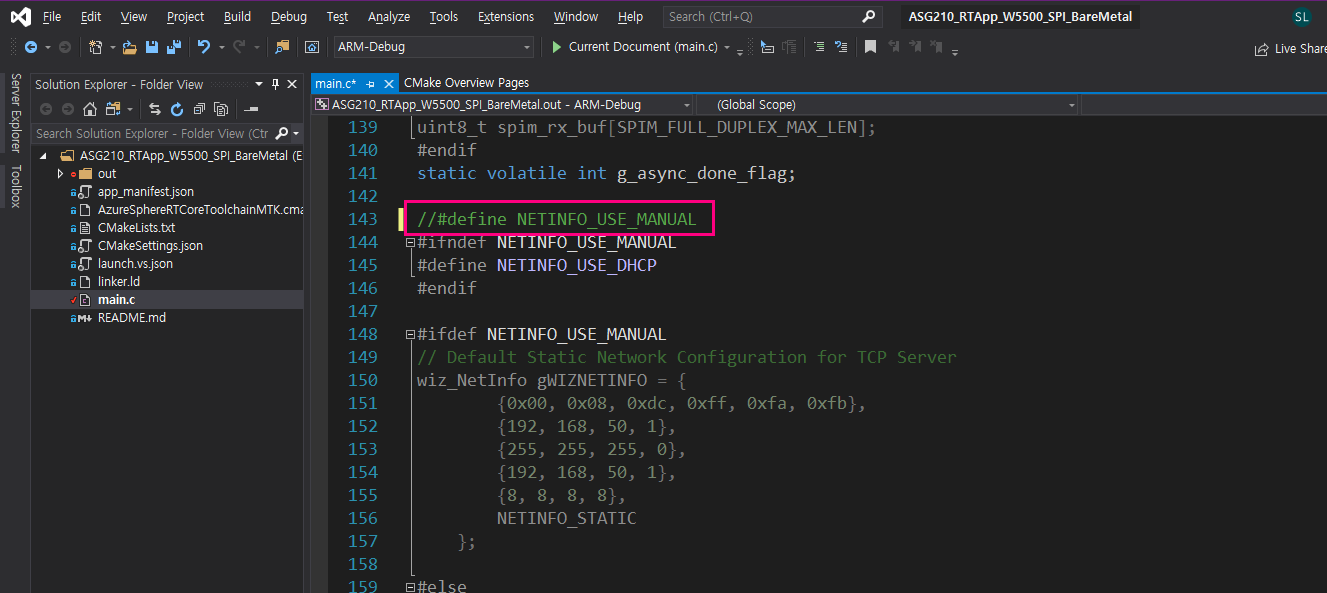 File Edit View Project Build Debug Test Analyze Tools Extensions Window Help Search (Ctrl+Q) ASG210_RTApp_W5500_SPI_BareMetal SL
ARM-Debug Current Document (main.c) Live Share
Server Explorer
Toolbox
Solution Explorer - Folder View
Search Solution Explorer - Folder View (Ctr
ASG210_RTApp_W5500_SPI_BareMetal (E
out
app_manifest.json
AzureSphereRTCoreToolchainMTK.cma
CMakeLists.txt
CMakeSettings.json
launch.vs.json
linker.ld
main.c
README.md
main.c* CMake Overview Pages
ASG210_RTApp_W5500_SPI_BareMetal.out - ARM-Debug (Global Scope)
139 uint8_t spim_rx_buf[SPIM_FULL_DUPLEX_MAX_LEN];
140 #endif
141 static volatile int g_async_done_flag;
142
143 //#define NETINFO_USE_MANUAL
144 #ifndef NETINFO_USE_MANUAL
145 #define NETINFO_USE_DHCP
146 #endif
147
148 #ifdef NETINFO_USE_MANUAL
149 // Default Static Network Configuration for TCP Server
150 wiz_NetInfo gWIZNETINFO = {
151 {0x00, 0x08, 0xdc, 0xff, 0xfa, 0xfb},
152 {192, 168, 50, 1},
153 {255, 255, 255, 0},
154 {192, 168, 50, 1},
155 {8, 8, 8, 8},
156 NETINFO_STATIC
157 };
158
159 #else